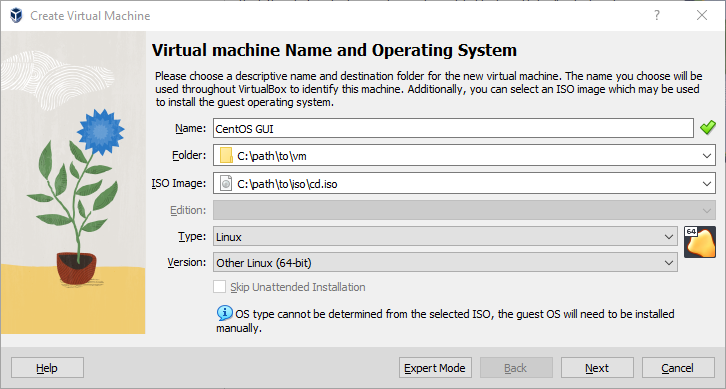 Create Virtual Machine
Virtual machine Name and Operating System
Please choose a descriptive name and destination folder for the new virtual machine. The name you choose will be
used throughout VirtualBox to identify this machine. Additionally, you can select an ISO image which may be used
to install the guest operating system.
Name: CentOS GUI
Folder: C:\path\to\vm
ISO Image: C:\path\to\iso\cd.iso
Edition:
Type: Linux
64
Version: Other Linux (64-bit)
Skip Unattended Installation
OS type cannot be determined from the selected ISO, the guest OS will need to be installed
manually.
Help Expert Mode Back Next Cancel